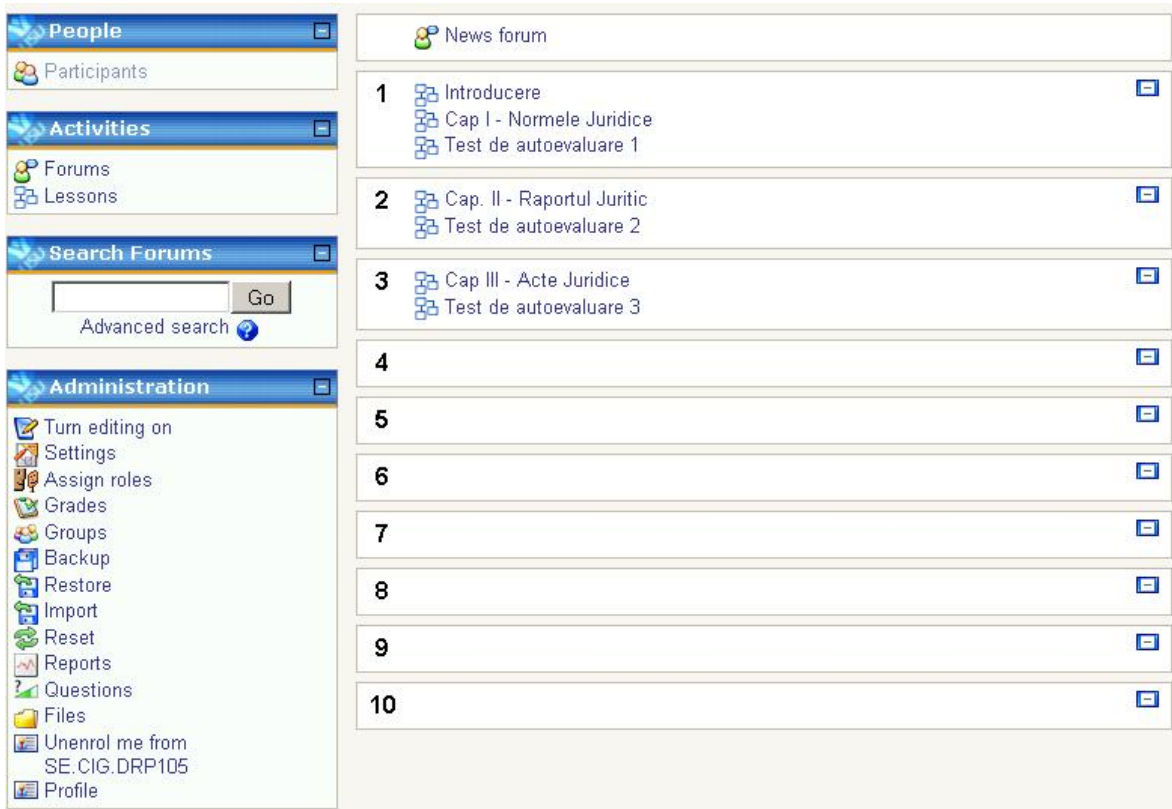 People
Participants
Activities
Forums
Lessons
Search Forums
Go
Advanced search
Administration
Turn editing on
Settings
Assign roles
Grades
Groups
Backup
Restore
Import
Reset
Reports
Questions
Files
Unenrol me from
SE.CIG.DRP105
Profile
News forum
1 Introducere
Cap I - Normele Juridice
Test de autoevaluare 1
2 Cap. II - Raportul Juritic
Test de autoevaluare 2
3 Cap III - Acte Juridice
Test de autoevaluare 3
4
5
6
7
8
9
10